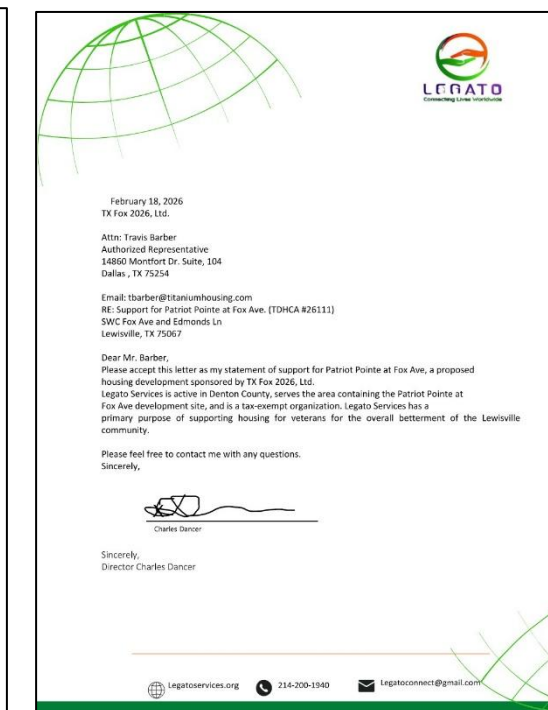 LEGATO
Connecting Lives Worldwide
February 18, 2026
TX Fox 2026, Ltd.
Attn: Travis Barber
Authorized Representative
14860 Montfort Dr. Suite, 104
Dallas , TX 75254
Email: tbarber@titaniumhousing.com
RE: Support for Patriot Pointe at Fox Ave. (TDHCA #26111)
SWC Fox Ave and Edmonds Ln
Lewisville, TX 75067
Dear Mr. Barber,
Please accept this letter as my statement of support for Patriot Pointe at Fox Ave, a proposed
housing development sponsored by TX Fox 2026, Ltd.
Legato Services is active in Denton County, serves the area containing the Patriot Pointe at
Fox Ave development site, and is a tax-exempt organization. Legato Services has a
primary purpose of supporting housing for veterans for the overall betterment of the Lewisville
community.
Please feel free to contact me with any questions.
Sincerely,
Charles Dancer
Sincerely,
Director Charles Dancer
Legatoservices.org 214-200-1940 Legatoconnect@gmail.com